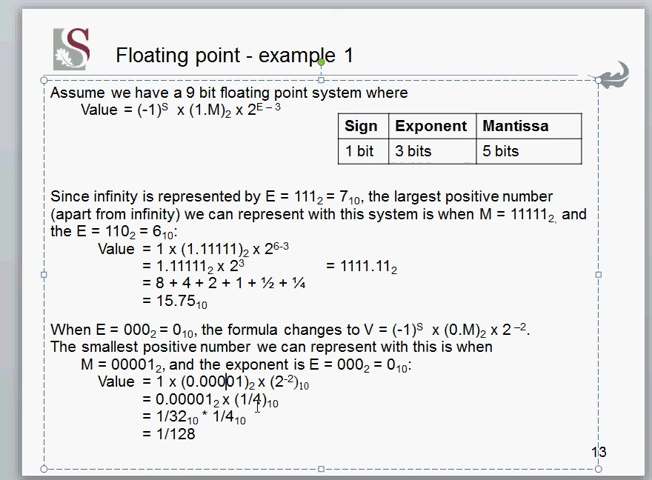 S
Floating point - example 1
Assume we have a 9 bit floating point system where
Value = (-1)ˢ x (1.M)₂ x 2ᴱ⁻³
Sign Exponent Mantissa
1 bit 3 bits 5 bits
Since infinity is represented by E = 111₂ = 7₁₀, the largest positive number
(apart from infinity) we can represent with this system is when M = 11111₂, and
the E = 110₂ = 6₁₀:
Value = 1 x (1.11111)₂ x 2⁶⁻³
= 1.11111₂ x 2³ = 1111.11₂
= 8 + 4 + 2 + 1 + ½ + ¼
= 15.75₁₀
When E = 000₂ = 0₁₀, the formula changes to V = (-1)ˢ x (0.M)₂ x 2⁻².
The smallest positive number we can represent with this is when
M = 00001₂, and the exponent is E = 000₂ = 0₁₀:
Value = 1 x (0.00001)₂ x (2⁻²)₁₀
= 0.00001₂ x (1/4)₁₀
= 1/32₁₀ * 1/4₁₀
= 1/128
13